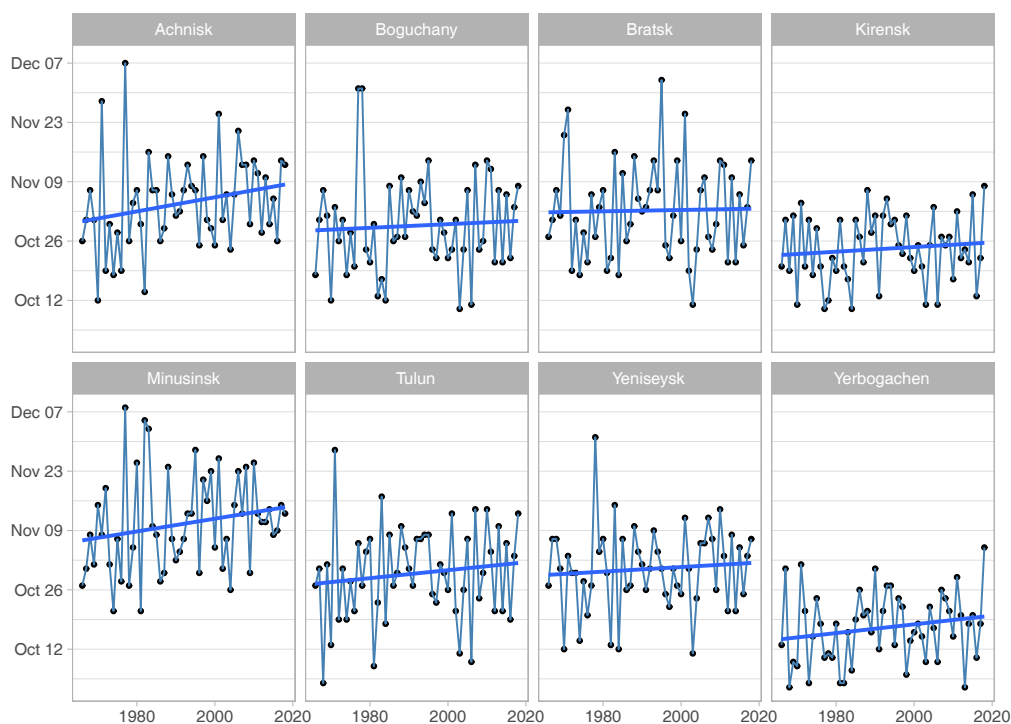 Achnisk Boguchany Bratsk Kirensk
Dec 07
Nov 23
Nov 09
Oct 26
Oct 12
Minusinsk Tulun Yeniseysk Yerbogachen
Dec 07
Nov 23
Nov 09
Oct 26
Oct 12
1980 2000 2020 1980 2000 2020 1980 2000 2020 1980 2000 2020